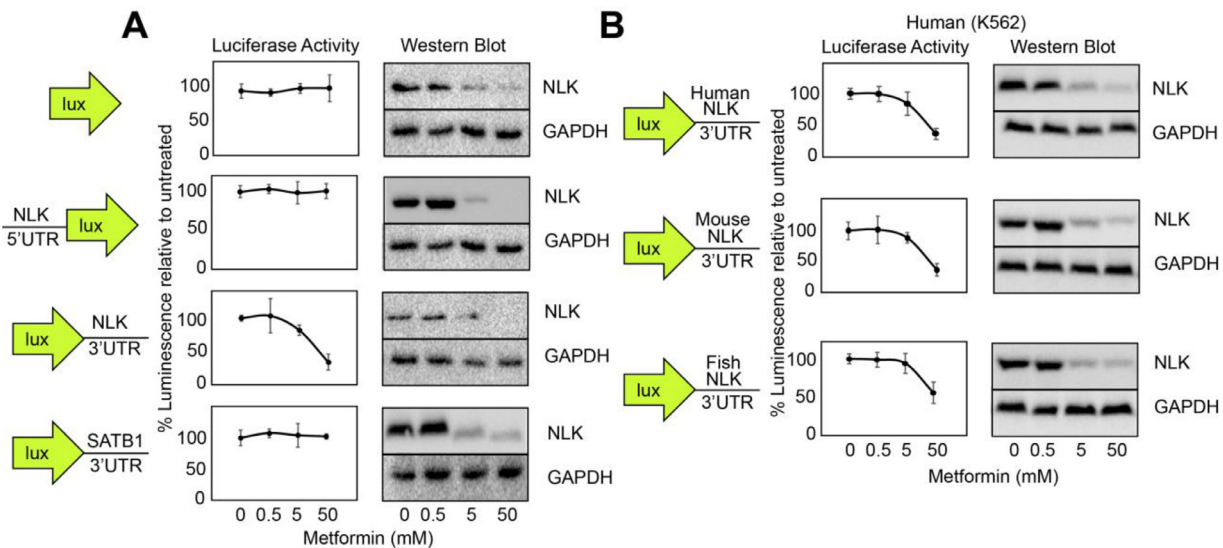 A
B
Human (K562)
Luciferase Activity
Western Blot
Luciferase Activity
Western Blot
% Luminescence relative to untreated
lux
100
50
0
NLK
GAPDH
NLK
5'UTR
lux
100
50
0
NLK
GAPDH
lux
NLK
3'UTR
100
50
0
NLK
GAPDH
lux
SATB1
3'UTR
100
50
0
NLK
GAPDH
0 0.5 5 50
0 0.5 5 50
Metformin (mM)
% Luminescence relative to untreated
lux
Human
NLK
3'UTR
100
50
0
NLK
GAPDH
lux
Mouse
NLK
3'UTR
100
50
0
NLK
GAPDH
lux
Fish
NLK
3'UTR
100
50
0
NLK
GAPDH
0 0.5 5 50
0 0.5 5 50
Metformin (mM)